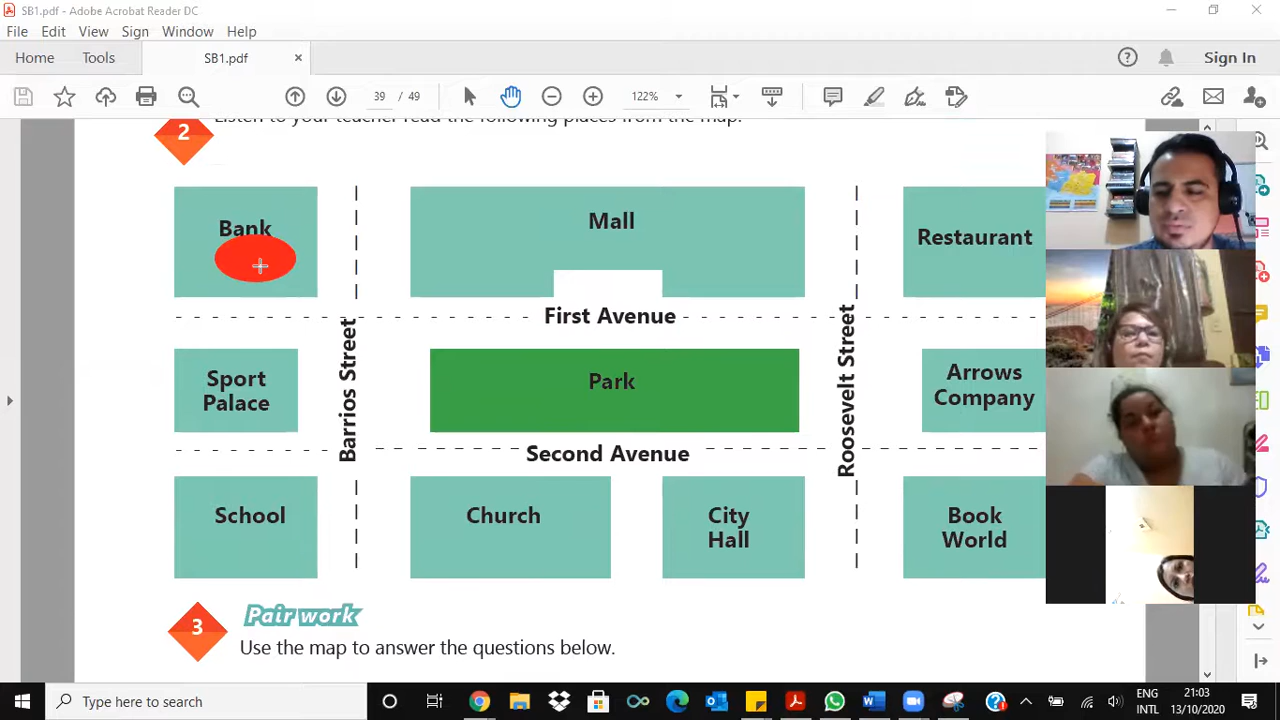 SB1.pdf - Adobe Acrobat Reader DC
File Edit View Sign Window Help
Home Tools SB1.pdf × Sign In
39 / 49 122%
2 Listen to your teacher read the following places from the map.
Bank
Mall
Restaurant
First Avenue
Barrios Street
Roosevelt Street
Sport
Palace
Park
Arrows
Company
Second Avenue
School
Church
City
Hall
Book
World
3 Pair work
Use the map to answer the questions below.
Type here to search
ENG
INTL
21:03
13/10/2020